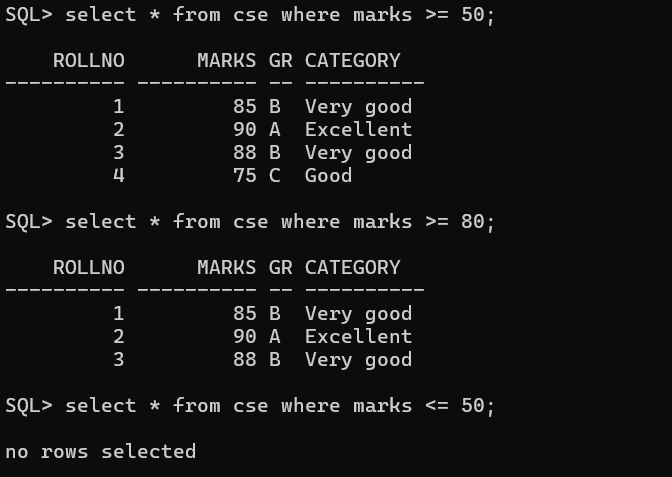 SQL> select * from cse where marks >= 50;
    ROLLNO      MARKS GR CATEGORY
---------- ---------- -- ----------
         1         85 B  Very good
         2         90 A  Excellent
         3         88 B  Very good
         4         75 C  Good
SQL> select * from cse where marks >= 80;
    ROLLNO      MARKS GR CATEGORY
---------- ---------- -- ----------
         1         85 B  Very good
         2         90 A  Excellent
         3         88 B  Very good
SQL> select * from cse where marks <= 50;
no rows selected